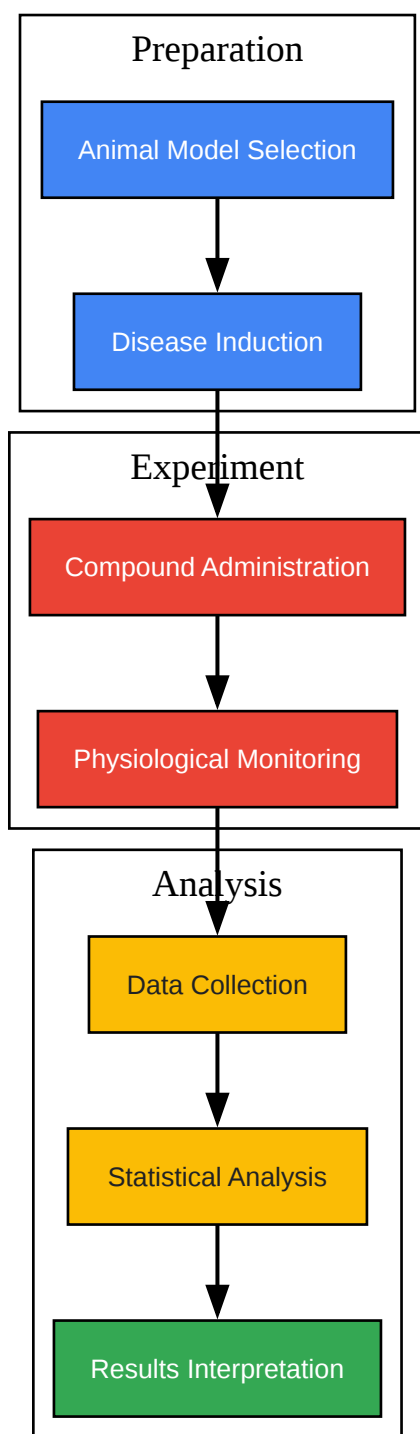 Preparation
Animal Model Selection
Disease Induction
Experiment
Compound Administration
Physiological Monitoring
Analysis
Data Collection
Statistical Analysis
Results Interpretation